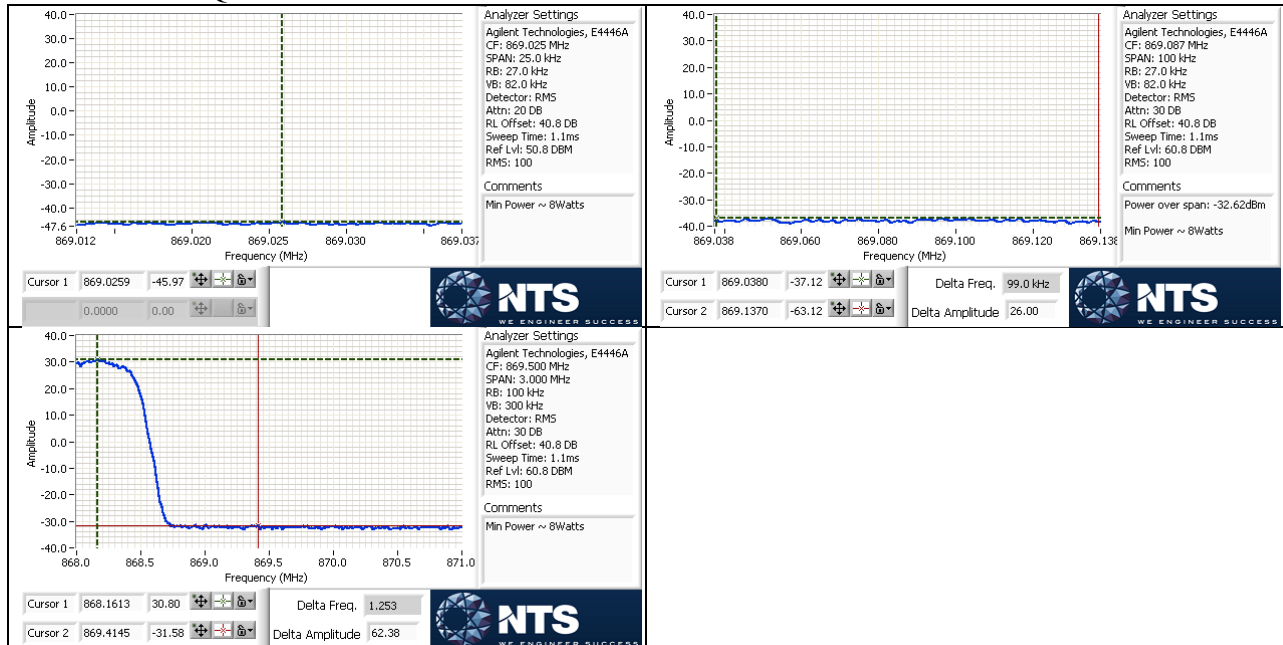 40.0
30.0
20.0
10.0
0.0
-10.0
-20.0
-30.0
-40.0
-47.6
Amplitude
869.012 869.020 869.025 869.030 869.037
Frequency (MHz)
Analyzer Settings
Agilent Technologies, E4446A
CF: 869.025 MHz
SPAN: 25.0 kHz
RB: 27.0 kHz
VB: 82.0 kHz
Detector: RMS
Attn: 20 DB
RL Offset: 40.8 DB
Sweep Time: 1.1ms
Ref Lvl: 50.8 DBM
RMS: 100
Comments
Min Power ~ 8Watts
Cursor 1 869.0259 -45.97
0.0000 0.00
NTS
WE ENGINEER SUCCESS
40.0
30.0
20.0
10.0
0.0
-10.0
-20.0
-30.0
-40.0
Amplitude
869.038 869.060 869.080 869.100 869.120 869.138
Frequency (MHz)
Analyzer Settings
Agilent Technologies, E4446A
CF: 869.087 MHz
SPAN: 100 kHz
RB: 27.0 kHz
VB: 82.0 kHz
Detector: RMS
Attn: 30 DB
RL Offset: 40.8 DB
Sweep Time: 1.1ms
Ref Lvl: 60.8 DBM
RMS: 100
Comments
Power over span: -32.62dBm
Min Power ~ 8Watts
Cursor 1 869.0380 -37.12
Delta Freq. 99.0 kHz
Cursor 2 869.1370 -63.12
Delta Amplitude 26.00
NTS
WE ENGINEER SUCCESS
40.0
30.0
20.0
10.0
0.0
-10.0
-20.0
-30.0
-40.0
Amplitude
868.0 868.5 869.0 869.5 870.0 870.5 871.0
Frequency (MHz)
Analyzer Settings
Agilent Technologies, E4446A
CF: 869.500 MHz
SPAN: 3.000 MHz
RB: 100 kHz
VB: 300 kHz
Detector: RMS
Attn: 30 DB
RL Offset: 40.8 DB
Sweep Time: 1.1ms
Ref Lvl: 60.8 DBM
RMS: 100
Comments
Min Power ~ 8Watts
Cursor 1 868.1613 30.80
Delta Freq. 1.253
Cursor 2 869.4145 -31.58
Delta Amplitude 62.38
NTS
WE ENGINEER SUCCESS